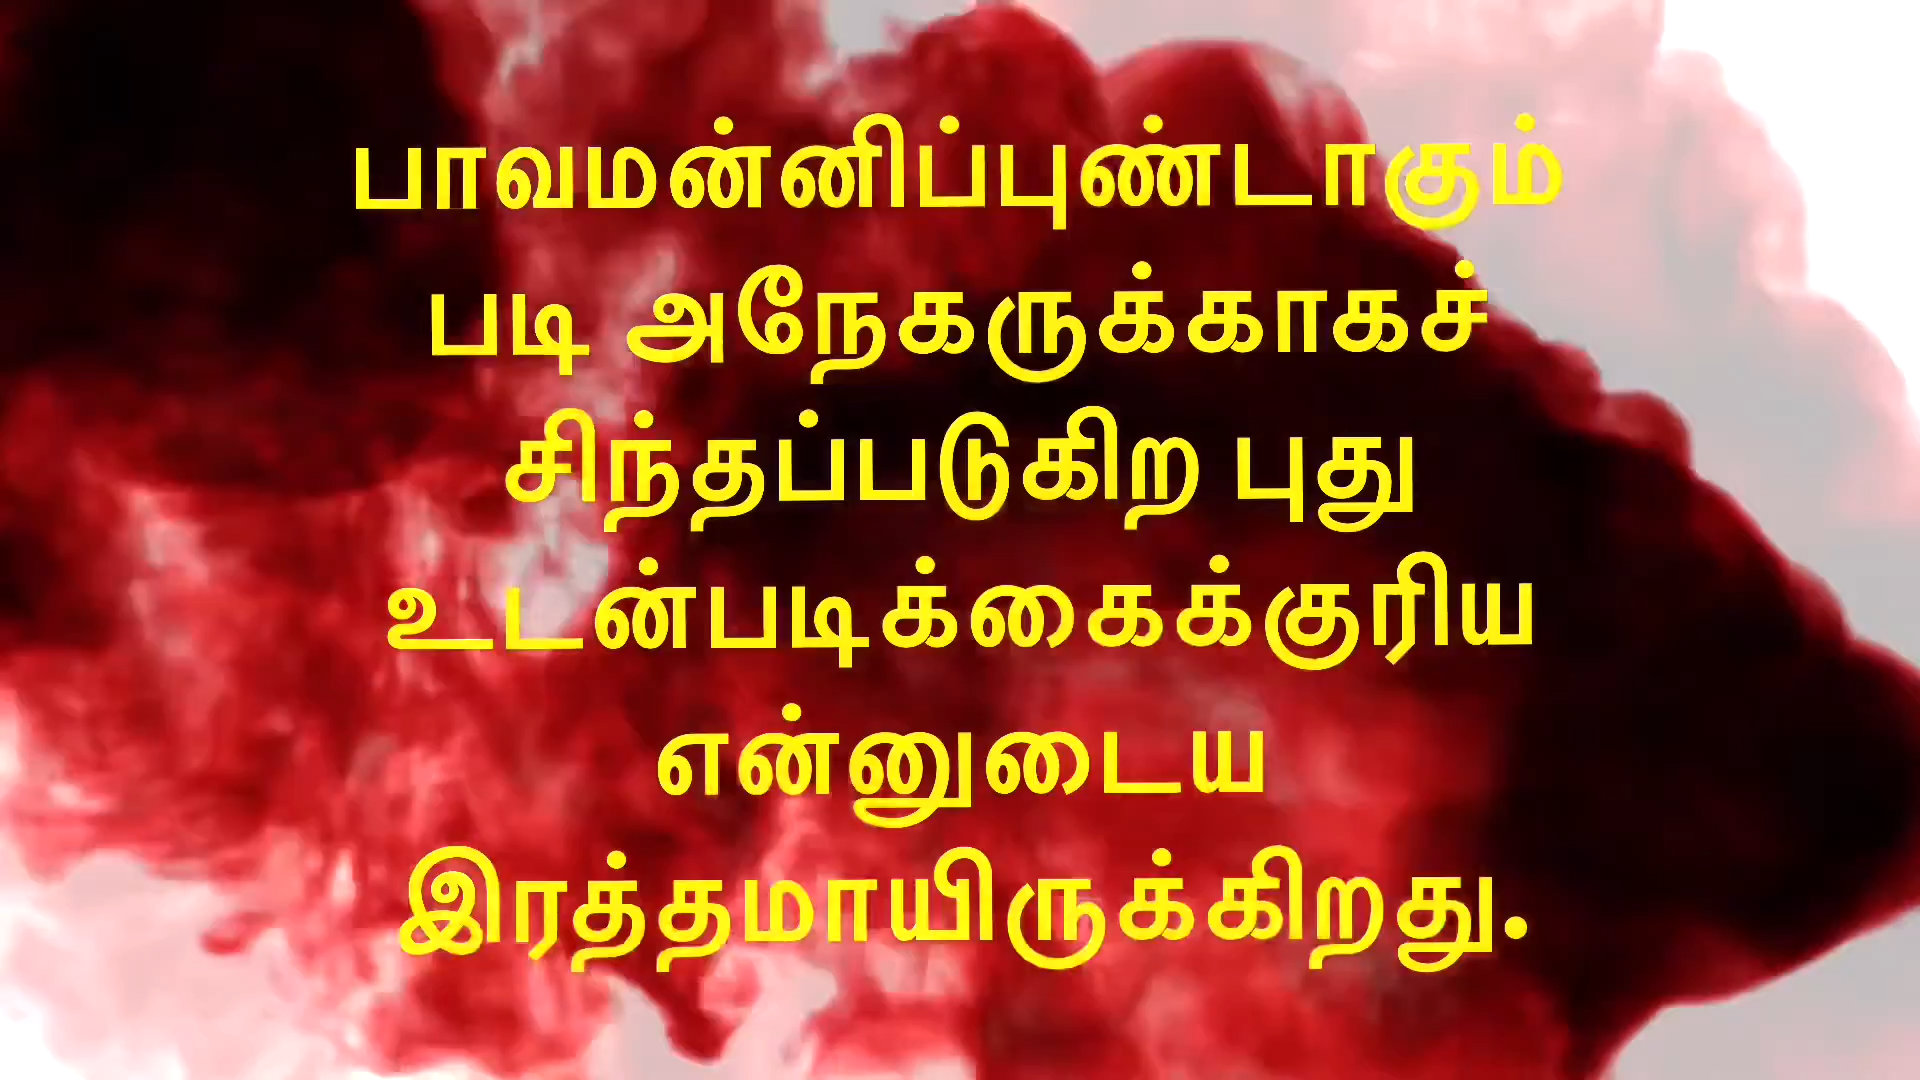 பாவமன்னிப்புண்டாகும்
படி அநேகருக்காகச்
சிந்தப்படுகிற புது
உடன்படிக்கைக்குரிய
என்னுடைய
இரத்தமாயிருக்கிறது.